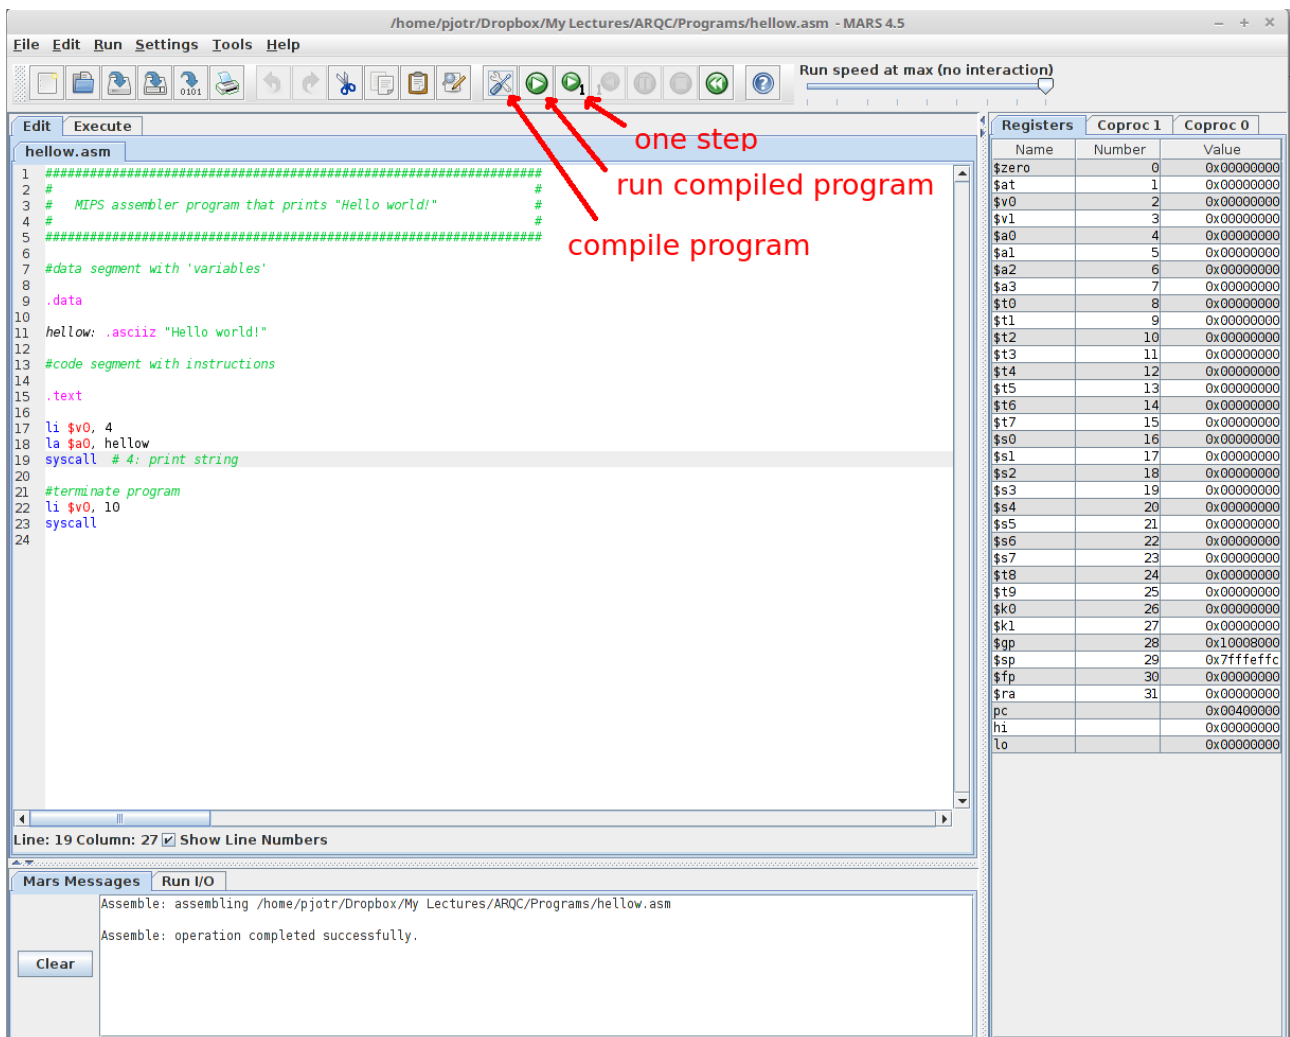 /home/pjotr/Dropbox/My Lectures/ARQC/Programs/hellow.asm - MARS 4.5
File Edit Run Settings Tools Help
Run speed at max (no interaction)
one step
run compiled program
compile program
Edit Execute
hellow.asm
1 ###################################################################
2 # #
3 # MIPS assembler program that prints "Hello world!" #
4 # #
5 ###################################################################
6
7 #data segment with 'variables'
8
9 .data
10
11 hellow: .asciiz "Hello world!"
12
13 #code segment with instructions
14
15 .text
16
17 li $v0, 4
18 la $a0, hellow
19 syscall # 4: print string
20
21 #terminate program
22 li $v0, 10
23 syscall
24
Line: 19 Column: 27 Show Line Numbers
Mars Messages Run I/O
Assemble: assembling /home/pjotr/Dropbox/My Lectures/ARQC/Programs/hellow.asm
Assemble: operation completed successfully.
Clear
Registers Coproc 1 Coproc 0
Name Number Value
$zero 0 0x00000000
$at 1 0x00000000
$v0 2 0x00000000
$v1 3 0x00000000
$a0 4 0x00000000
$a1 5 0x00000000
$a2 6 0x00000000
$a3 7 0x00000000
$t0 8 0x00000000
$t1 9 0x00000000
$t2 10 0x00000000
$t3 11 0x00000000
$t4 12 0x00000000
$t5 13 0x00000000
$t6 14 0x00000000
$t7 15 0x00000000
$s0 16 0x00000000
$s1 17 0x00000000
$s2 18 0x00000000
$s3 19 0x00000000
$s4 20 0x00000000
$s5 21 0x00000000
$s6 22 0x00000000
$s7 23 0x00000000
$t8 24 0x00000000
$t9 25 0x00000000
$k0 26 0x00000000
$k1 27 0x00000000
$gp 28 0x10008000
$sp 29 0x7fffeffc
$fp 30 0x00000000
$ra 31 0x00000000
pc 0x00400000
hi 0x00000000
lo 0x00000000